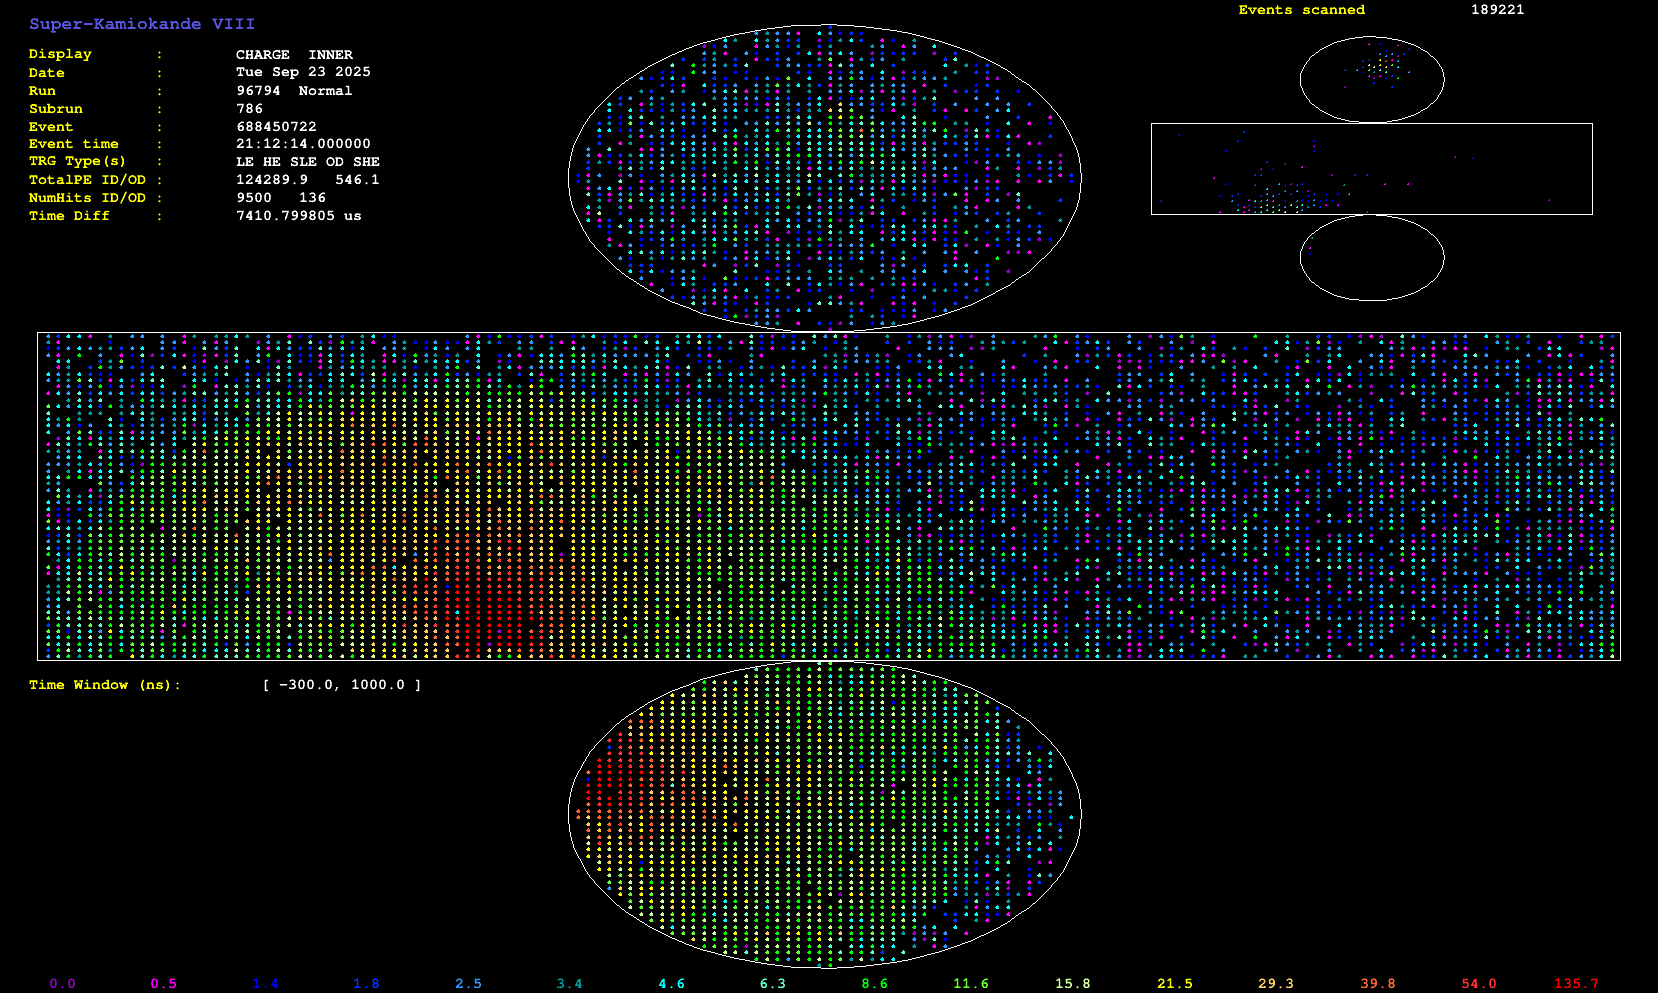 Super-Kamiokande VIII
Events scanned 189221
Display : CHARGE INNER
Date : Tue Sep 23 2025
Run : 96794 Normal
Subrun : 786
Event : 688450722
Event time : 21:12:14.000000
TRG Type(s) : LE HE SLE OD SHE
TotalPE ID/OD : 124289.9 546.1
NumHits ID/OD : 9500 136
Time Diff : 7410.799805 us
Time Window (ns): [ -300.0, 1000.0 ]
0.0 0.5 1.4 1.8 2.5 3.4 4.6 6.3 8.6 11.6 15.8 21.5 29.3 39.8 54.0 135.7